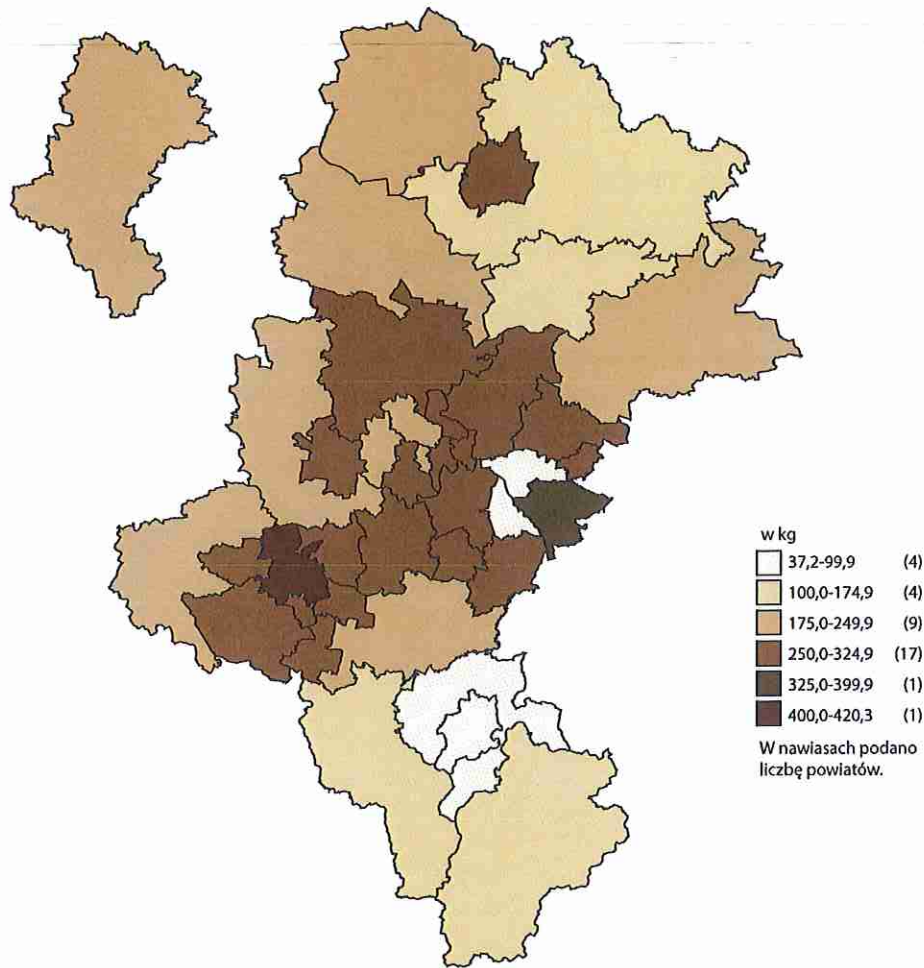 w kg
37,2-99,9 (4)
100,0-174,9 (4)
175,0-249,9 (9)
250,0-324,9 (17)
325,0-399,9 (1)
400,0-420,3 (1)
W nawiasach podano
liczbę powiatów.